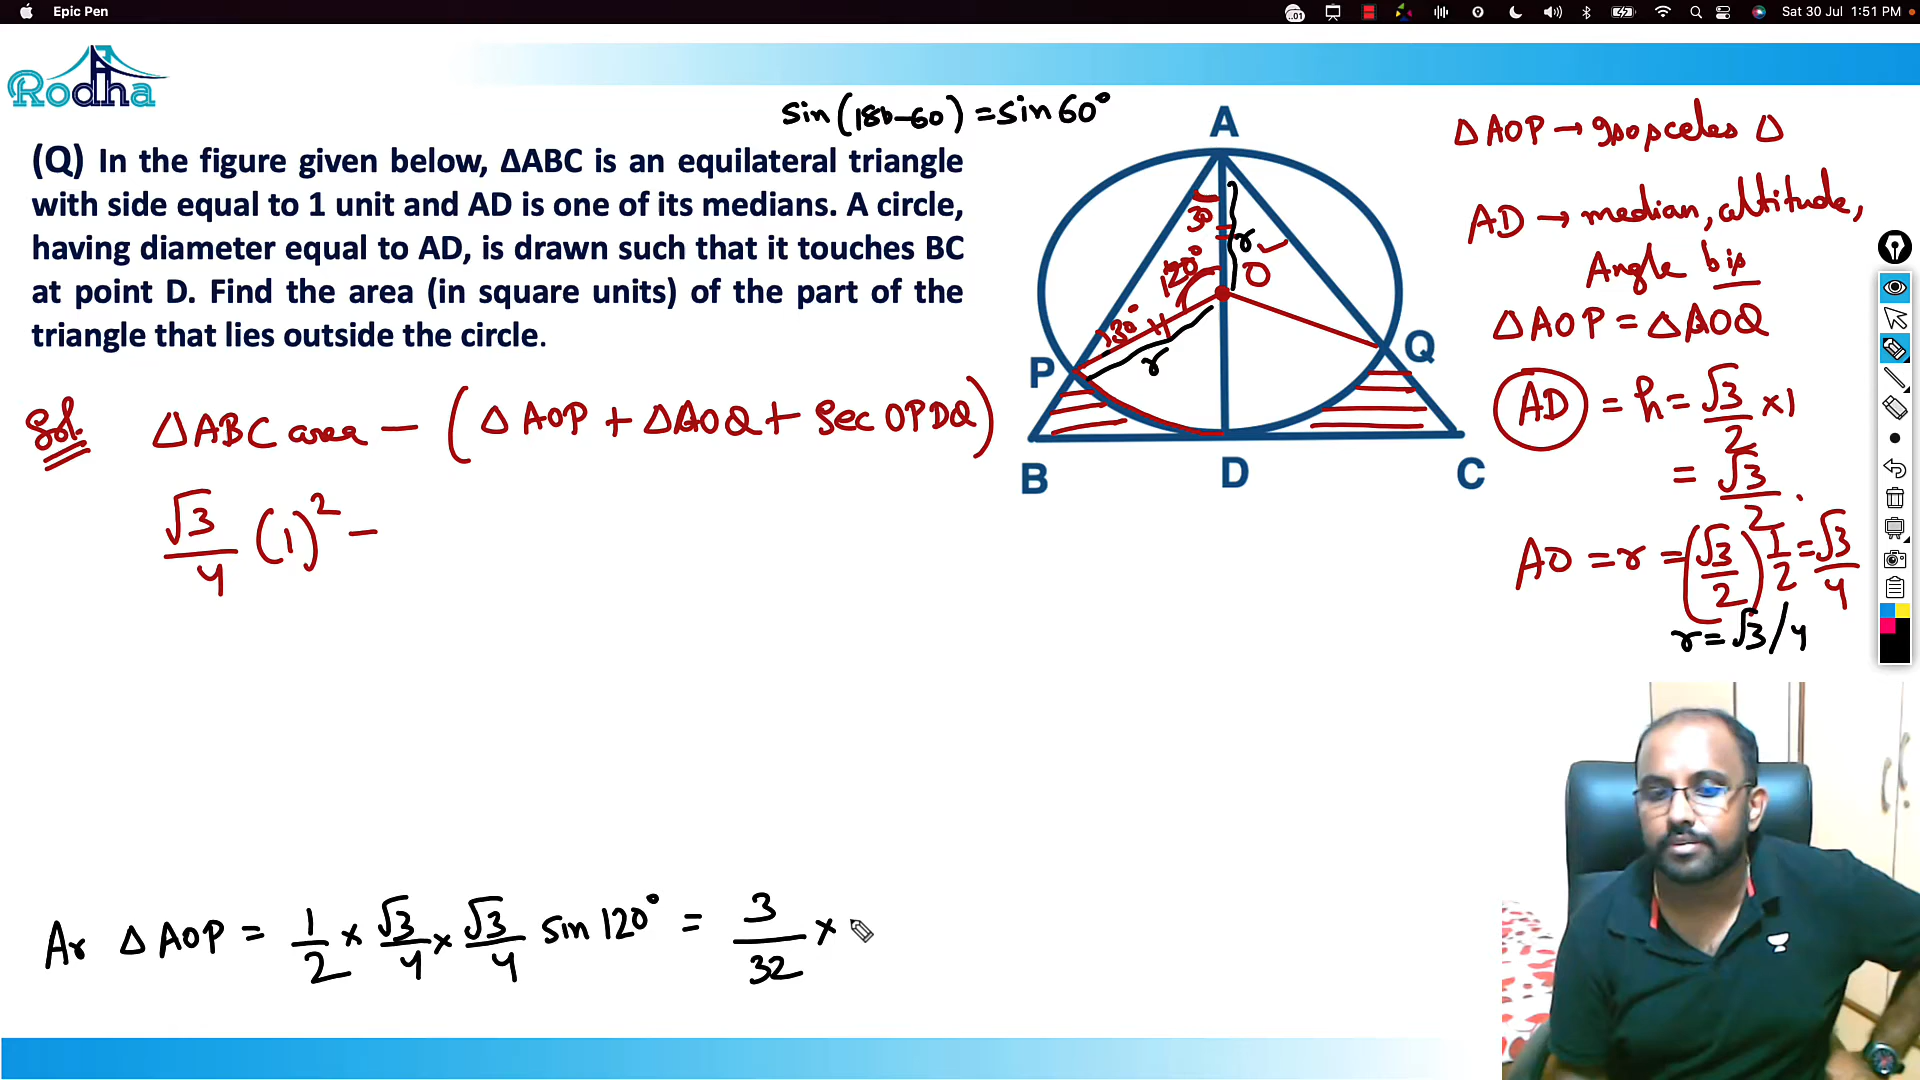 Epic Pen
Sat 30 Jul 1:51 PM
Rodha
sin(180-60) = sin 60°
(Q) In the figure given below, ΔABC is an equilateral triangle
with side equal to 1 unit and AD is one of its medians. A circle,
having diameter equal to AD, is drawn such that it touches BC
at point D. Find the area (in square units) of the part of the
triangle that lies outside the circle.
Sol. ΔABC area - (ΔAOP + ΔAOQ + Sec OPDQ)
√3/4 (1)² -
A
30
r
120°
O
30°
r
P
Q
B
D
C
ΔAOP → Isosceles Δ
AD → median, altitude,
Angle bis
ΔAOP = ΔAOQ
AD = h = √3/2 × 1
= √3/2.
AO = r = (√3/2) 1/2 = √3/4
r = √3/4
Ar ΔAOP = 1/2 × √3/4 × √3/4 sin 120° = 3/32 ×